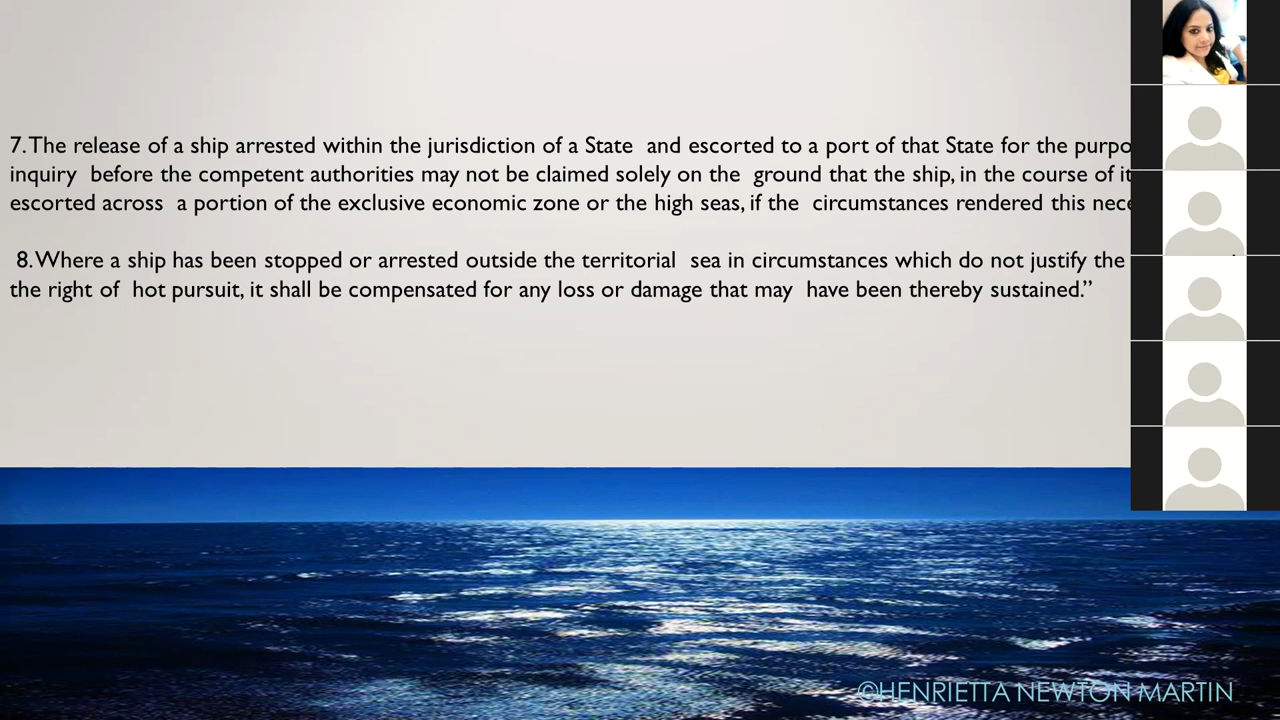 7. The release of a ship arrested within the jurisdiction of a State and escorted to a port of that State for the
inquiry before the competent authorities may not be claimed solely on the ground that the ship, in the course of
escorted across a portion of the exclusive economic zone or the high seas, if the circumstances rendered this
8. Where a ship has been stopped or arrested outside the territorial sea in circumstances which do not justify the
the right of hot pursuit, it shall be compensated for any loss or damage that may have been thereby sustained.”
©HENRIETTA NEWTON MARTIN